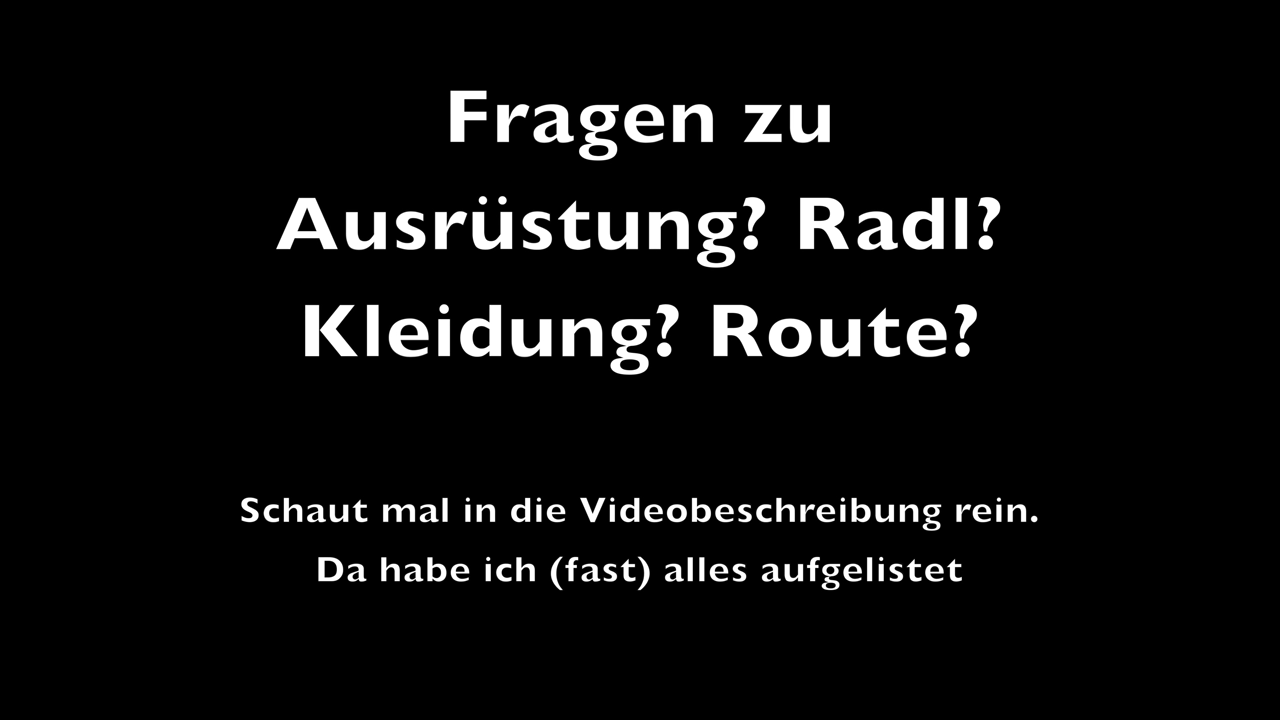 Fragen zu
Ausrüstung? Radl?
Kleidung? Route?
Schaut mal in die Videobeschreibung rein.
Da habe ich (fast) alles aufgelistet